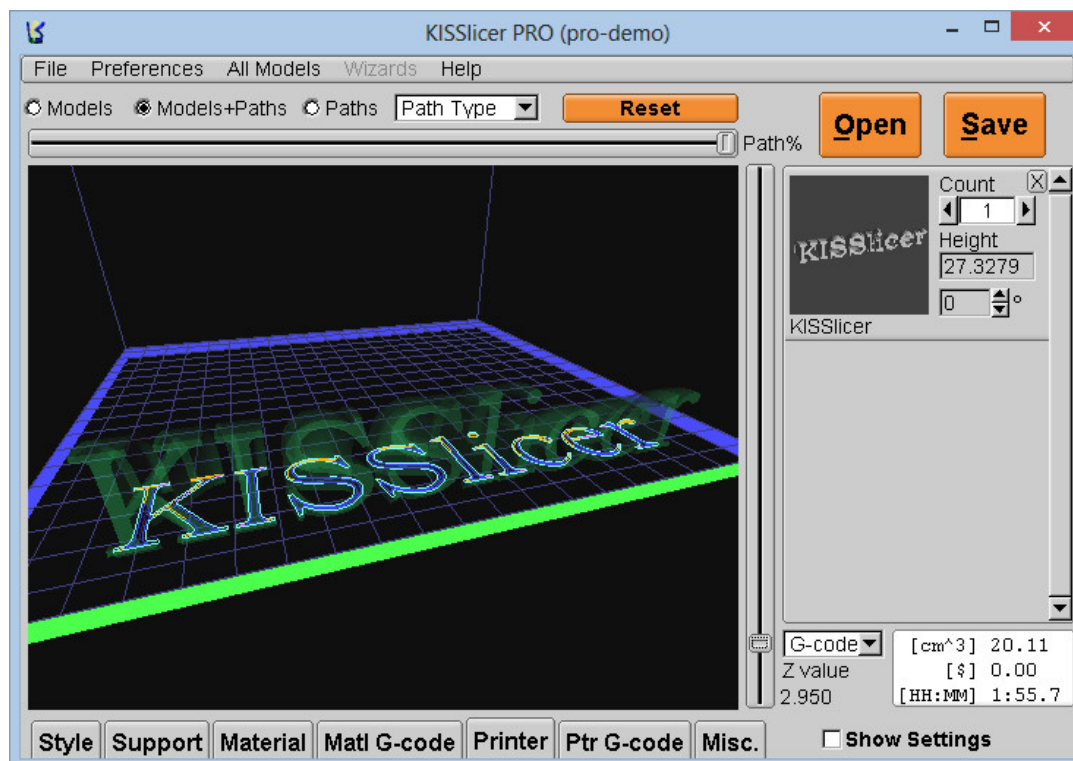 KISSlicer PRO (pro-demo)
File Preferences All Models Wizards Help
Models Models+Paths Paths Path Type Reset
Path%
Open Save
KISSlicer
Count X
1
Height
27.3279
0 °
KISSlicer
KISSlicer
KISSlicer
G-code
Z value
2.950
[cm^3] 20.11
[$] 0.00
[HH:MM] 1:55.7
Style Support Material Matl G-code Printer Ptr G-code Misc. Show Settings